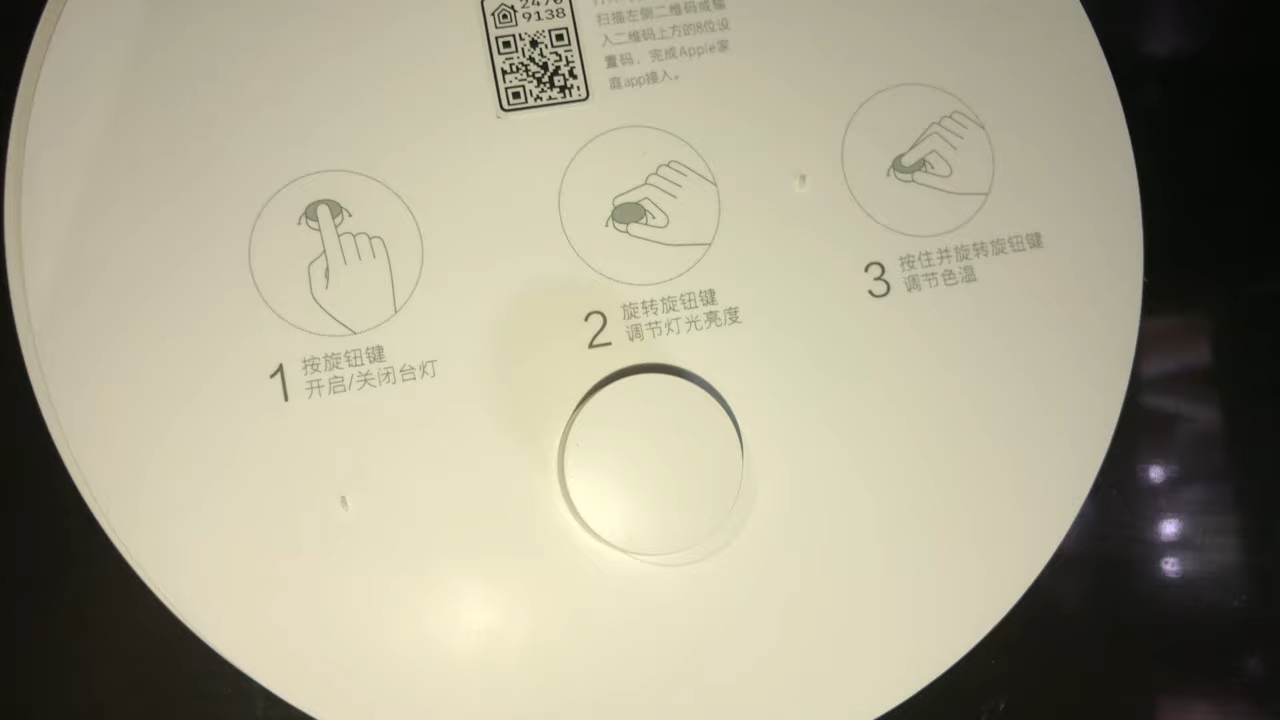 9138
扫描左侧二维码或输
入二维码上方的8位设
置码，完成Apple家
庭app接入。
1 按旋钮键
开启/关闭台灯
2 旋转旋钮键
调节灯光亮度
3 按住并旋转旋钮键
调节色温